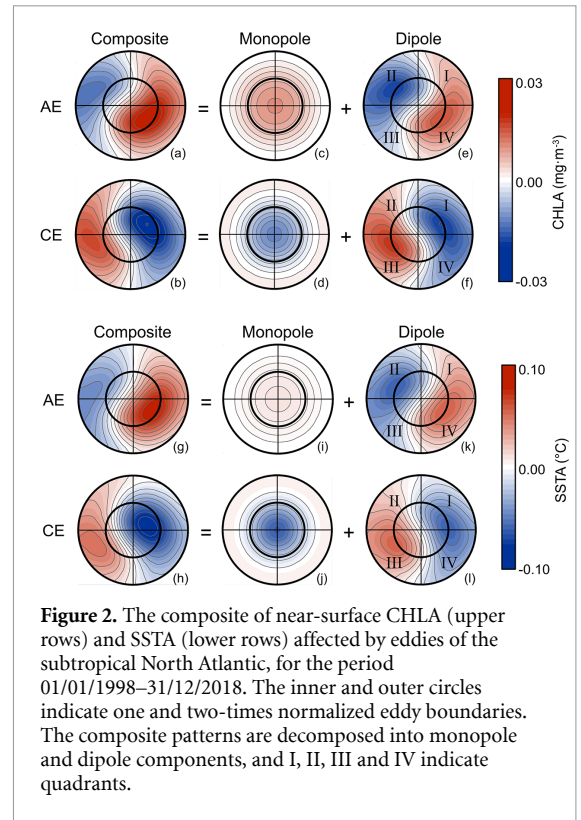 Composite Monopole Dipole
AE = + II I III IV
(a) (c) (e)
CE = + II I III IV
(b) (d) (f)
0.03
0.00
-0.03
CHLA (mg·m⁻³)
Composite Monopole Dipole
AE = + II I III IV
(g) (i) (k)
CE = + II I III IV
(h) (j) (l)
0.10
0.00
-0.10
SSTA (°C)
Figure 2. The composite of near-surface CHLA (upper
rows) and SSTA (lower rows) affected by eddies of the
subtropical North Atlantic, for the period
01/01/1998–31/12/2018. The inner and outer circles
indicate one and two-times normalized eddy boundaries.
The composite patterns are decomposed into monopole
and dipole components, and I, II, III and IV indicate
quadrants.